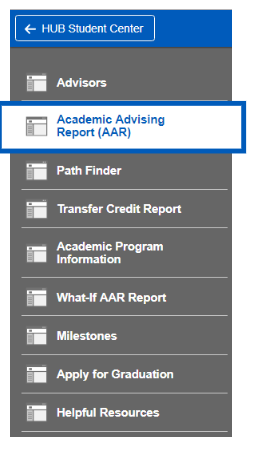 ← HUB Student Center
Advisors
Academic Advising
Report (AAR)
Path Finder
Transfer Credit Report
Academic Program
Information
What-If AAR Report
Milestones
Apply for Graduation
Helpful Resources